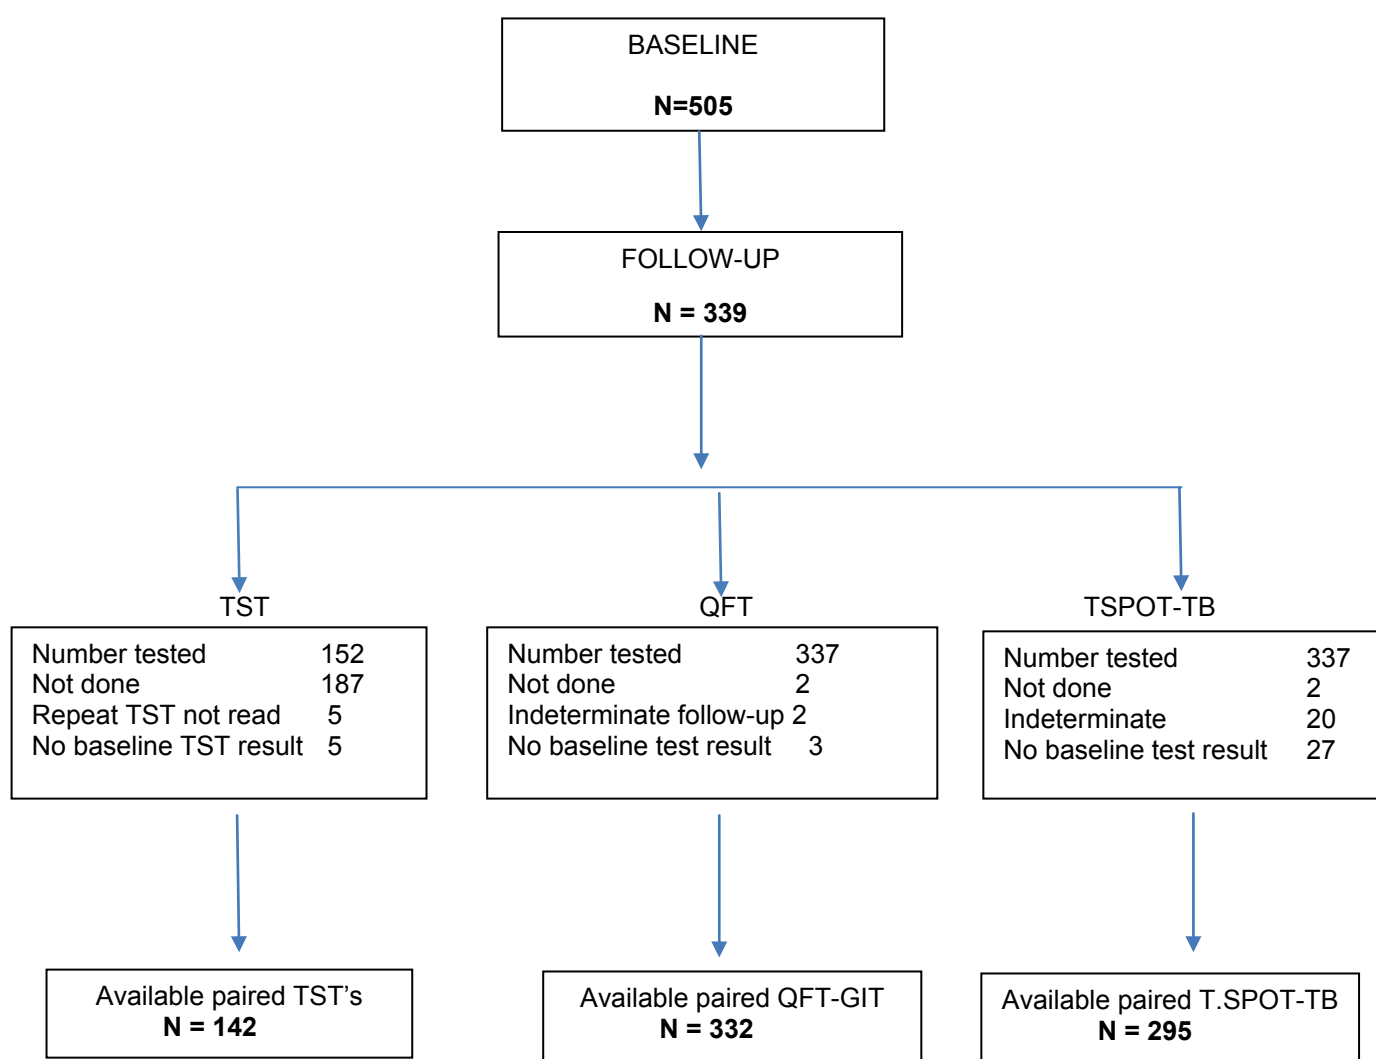 BASELINE
N=505
FOLLOW-UP
N = 339
TST
Number tested 152
Not done 187
Repeat TST not read 5
No baseline TST result 5
QFT
Number tested 337
Not done 2
Indeterminate follow-up 2
No baseline test result 3
TSPOT-TB
Number tested 337
Not done 2
Indeterminate 20
No baseline test result 27
Available paired TST's
N = 142
Available paired QFT-GIT
N = 332
Available paired T.SPOT-TB
N = 295